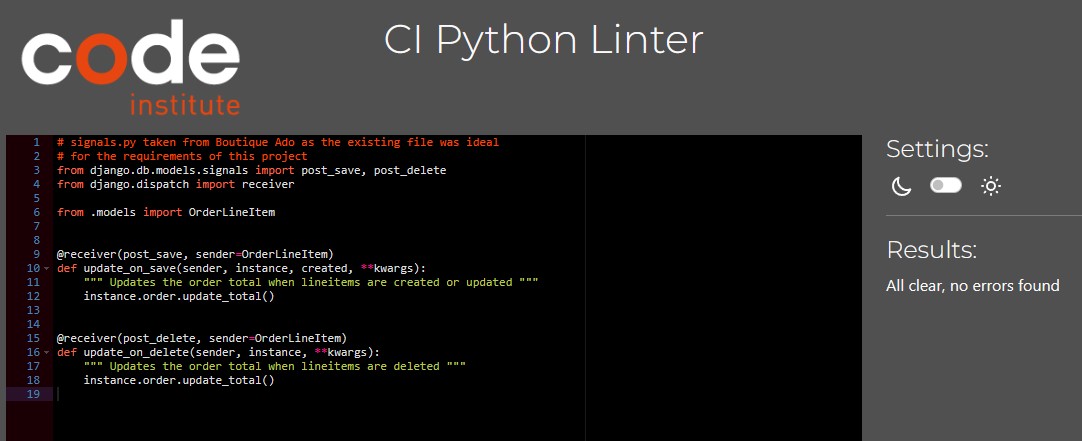 code
institute
CI Python Linter
1 # signals.py taken from Boutique Ado as the existing file was ideal
2 # for the requirements of this project
3 from django.db.models.signals import post_save, post_delete
4 from django.dispatch import receiver
5
6 from .models import OrderLineItem
7
8
9 @receiver(post_save, sender=OrderLineItem)
10 def update_on_save(sender, instance, created, **kwargs):
11     """ Updates the order total when lineitems are created or updated """
12     instance.order.update_total()
13
14
15 @receiver(post_delete, sender=OrderLineItem)
16 def update_on_delete(sender, instance, **kwargs):
17     """ Updates the order total when lineitems are deleted """
18     instance.order.update_total()
19
Settings:
Results:
All clear, no errors found